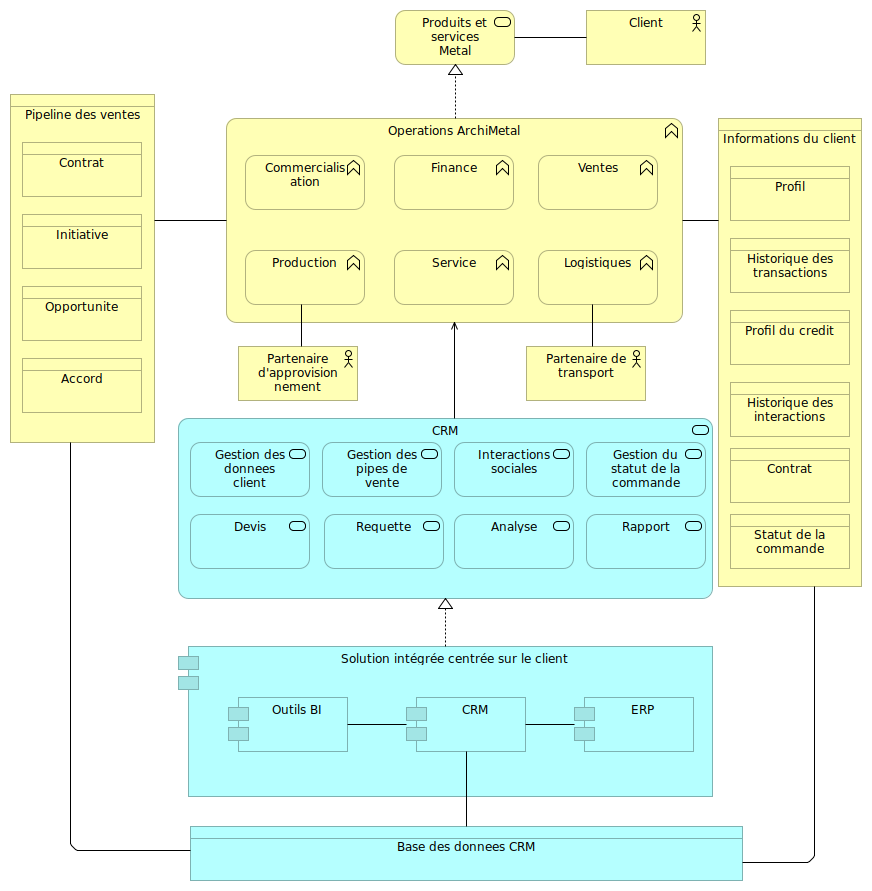 Produits et
services
Metal
Client
Pipeline des ventes
Contrat
Initiative
Opportunite
Accord
Operations ArchiMetal
Commercialis
ation
Finance
Ventes
Production
Service
Logistiques
Partenaire
d'approvision
nement
Partenaire de
transport
Informations du client
Profil
Historique des
transactions
Profil du credit
Historique des
interactions
Contrat
Statut de la
commande
CRM
Gestion des
donnees
client
Gestion des
pipes de
vente
Interactions
sociales
Gestion du
statut de la
commande
Devis
Requette
Analyse
Rapport
Solution intégrée centrée sur le client
Outils BI
CRM
ERP
Base des donnees CRM